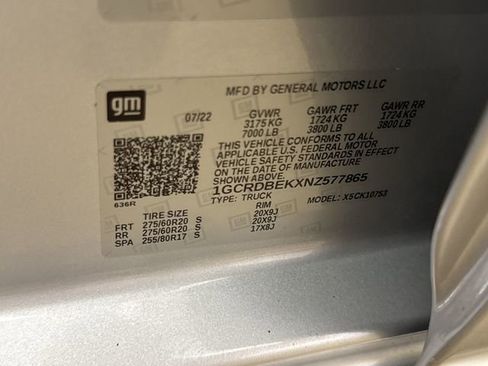 gm
MFD BY GENERAL MOTORS LLC
07/22 GVWR GAWR FRT GAWR RR
3175 KG 1724 KG 1724 KG
7000 LB 3800 LB 3800 LB
THIS VEHICLE CONFORMS TO ALL
APPLICABLE U.S. FEDERAL MOTOR
VEHICLE SAFETY STANDARDS IN EFFECT
ON THE DATE OF MANUFACTURE
SHOWN ABOVE.
1GCRDBEKXNZ577865
TYPE: TRUCK MODEL: X5CK10753
636R
TIRE SIZE RIM
FRT 275/60R20 S 20X9J
RR 275/60R20 S 20X9J
SPA 255/80R17 S 17X8J